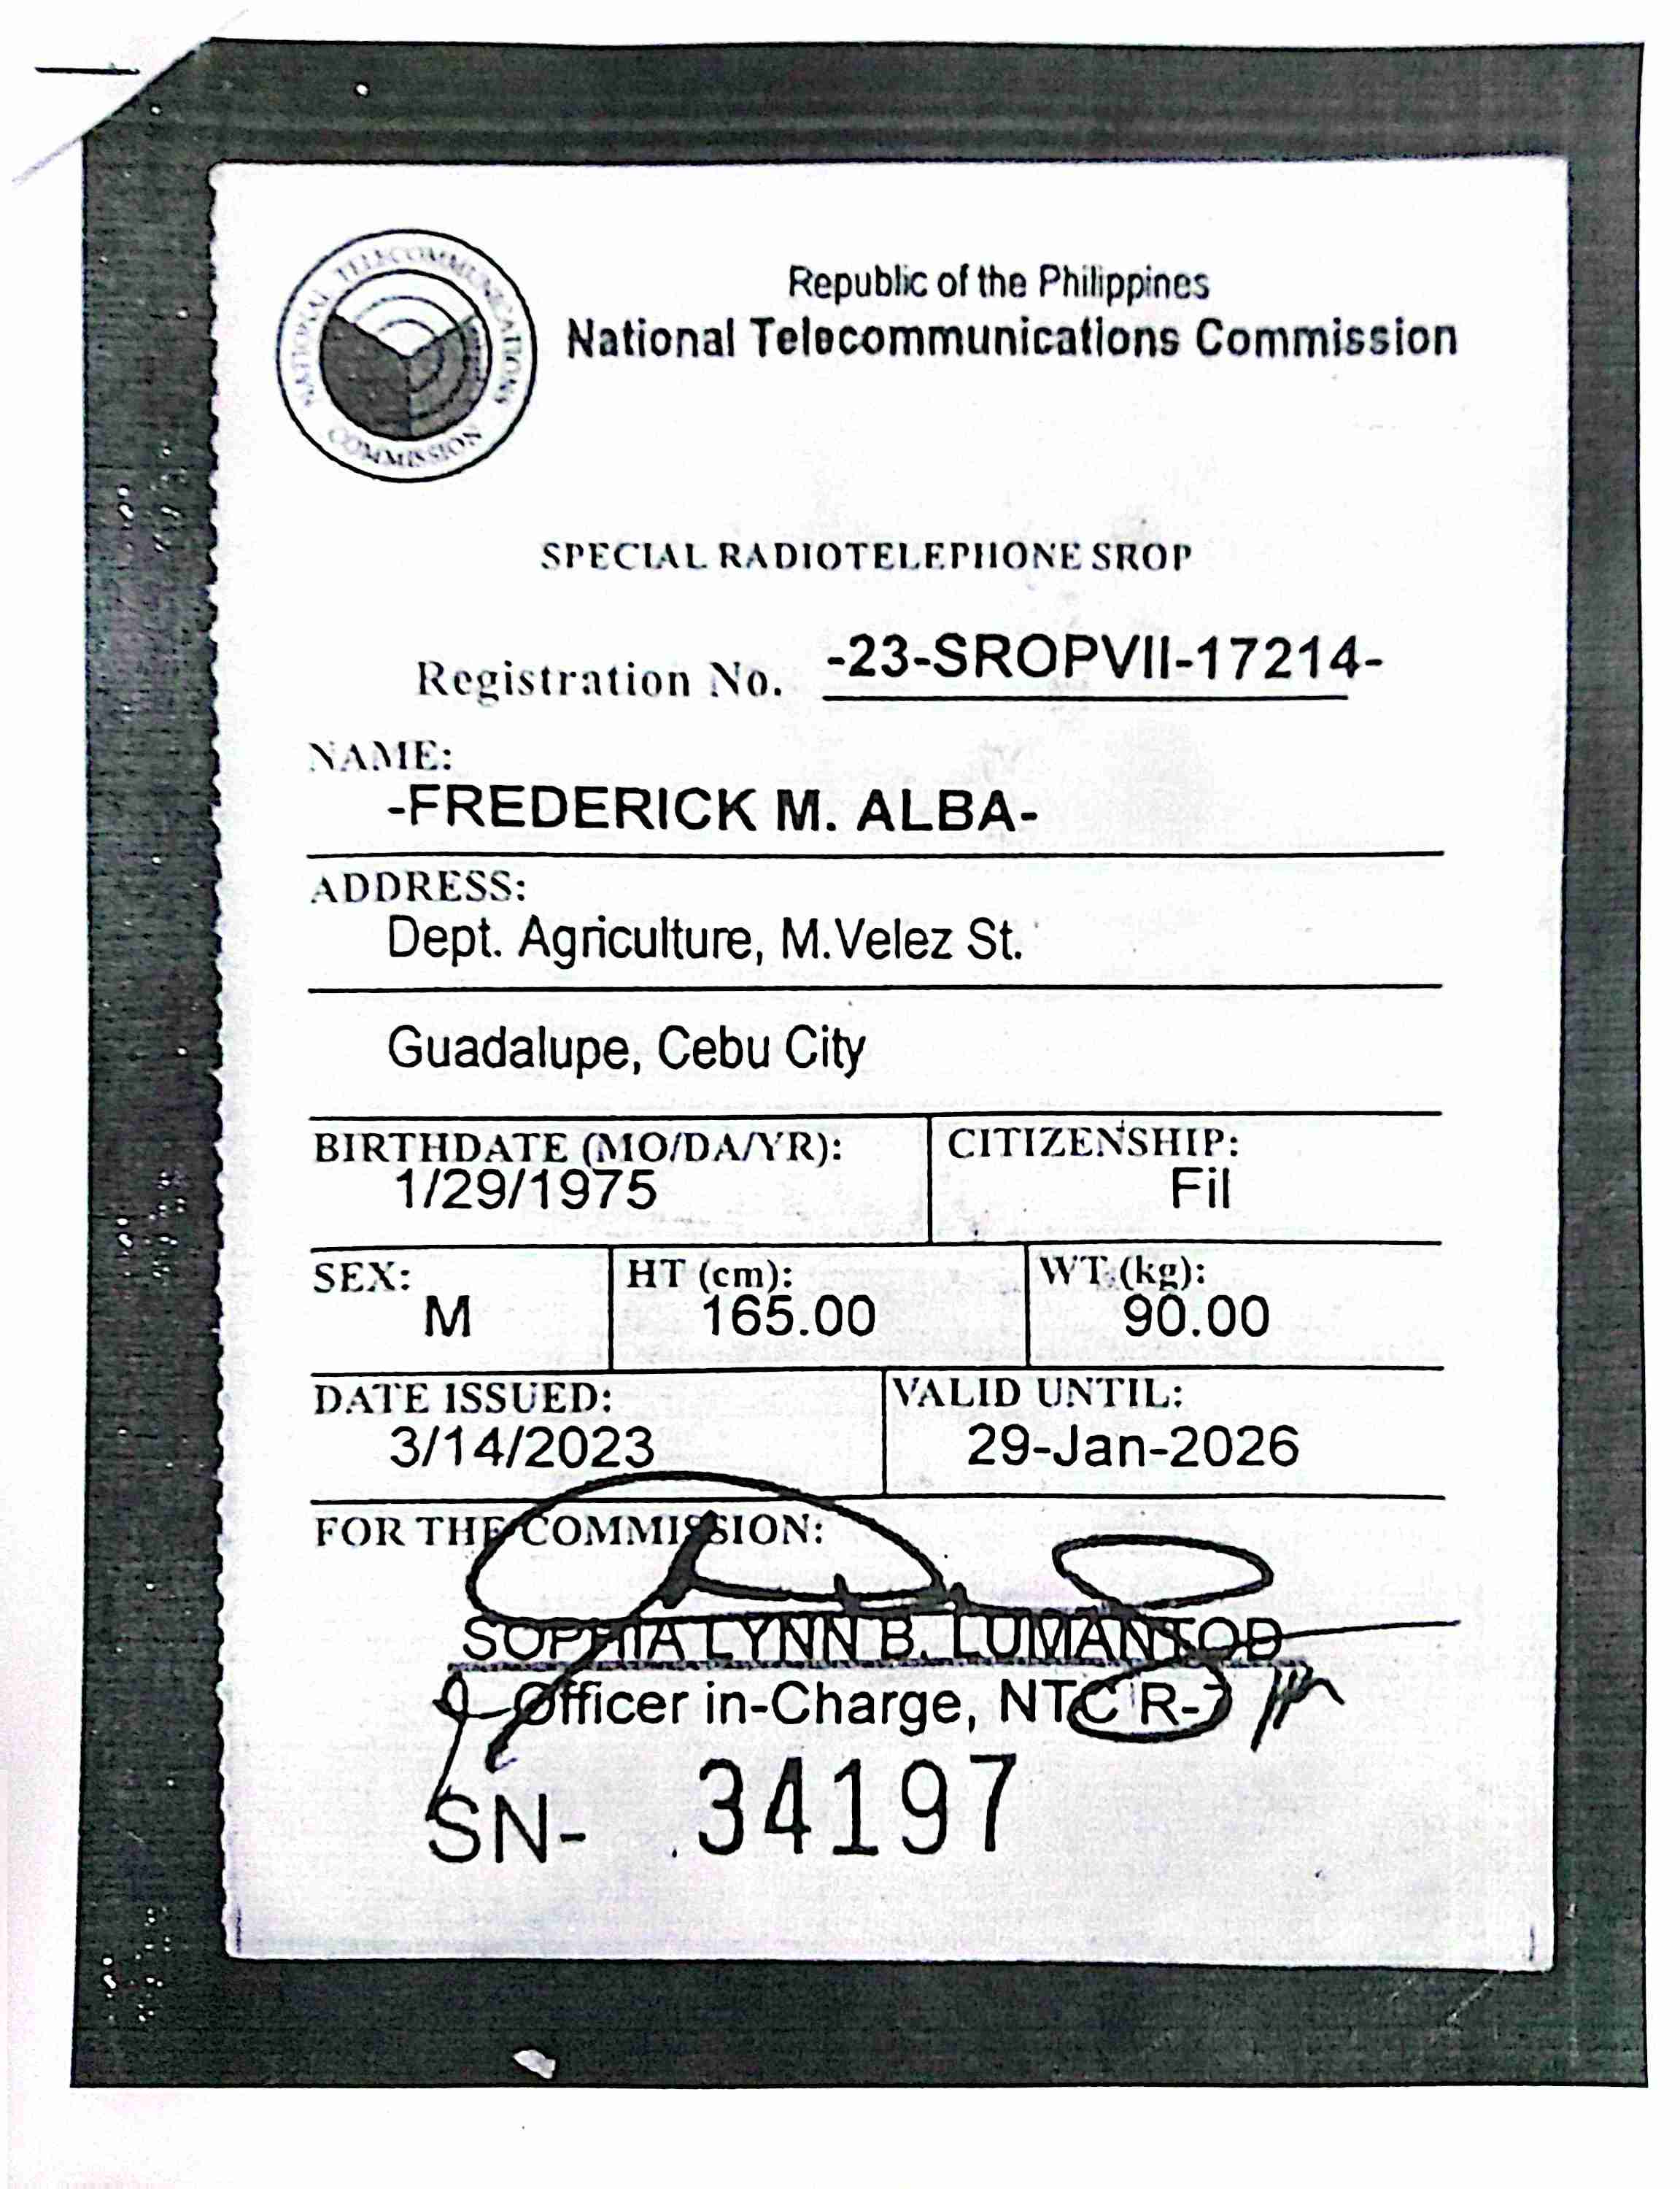 NATIONAL TELECOMMUNICATIONS COMMISSION
Republic of the Philippines
National Telecommunications Commission
SPECIAL RADIOTELEPHONE SROP
Registration No. -23-SROPVII-17214-
NAME:
-FREDERICK M. ALBA-
ADDRESS:
Dept. Agriculture, M.Velez St.
Guadalupe, Cebu City
BIRTHDATE (MO/DA/YR): CITIZENSHIP:
1/29/1975 Fil
SEX: HT (cm): WT (kg):
M 165.00 90.00
DATE ISSUED: VALID UNTIL:
3/14/2023 29-Jan-2026
FOR THE COMMISSION:
SOPHIA LYNN B. LUMANTOD
Officer in-Charge, NTC R-7
SN- 34197